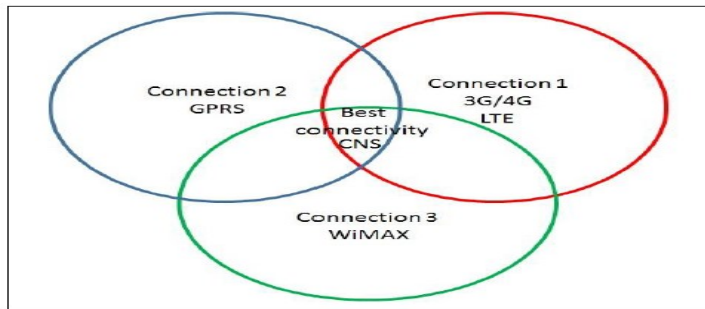 Connection 2
GPRS
Connection 1
3G/4G
LTE
Best
connectivity
CNS
Connection 3
WiMAX